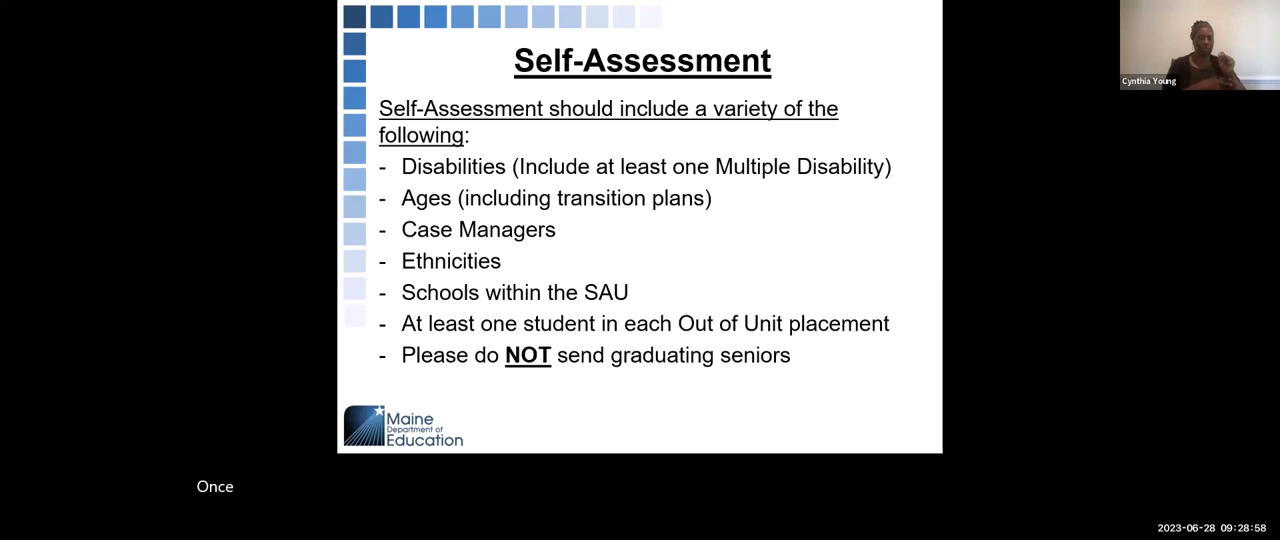 Self-Assessment
Cynthia Young
Self-Assessment should include a variety of the
following:
- Disabilities (Include at least one Multiple Disability)
- Ages (including transition plans)
- Case Managers
- Ethnicities
- Schools within the SAU
- At least one student in each Out of Unit placement
- Please do NOT send graduating seniors
Maine
Department of
Education
Once
2023-06-28 09:28:58